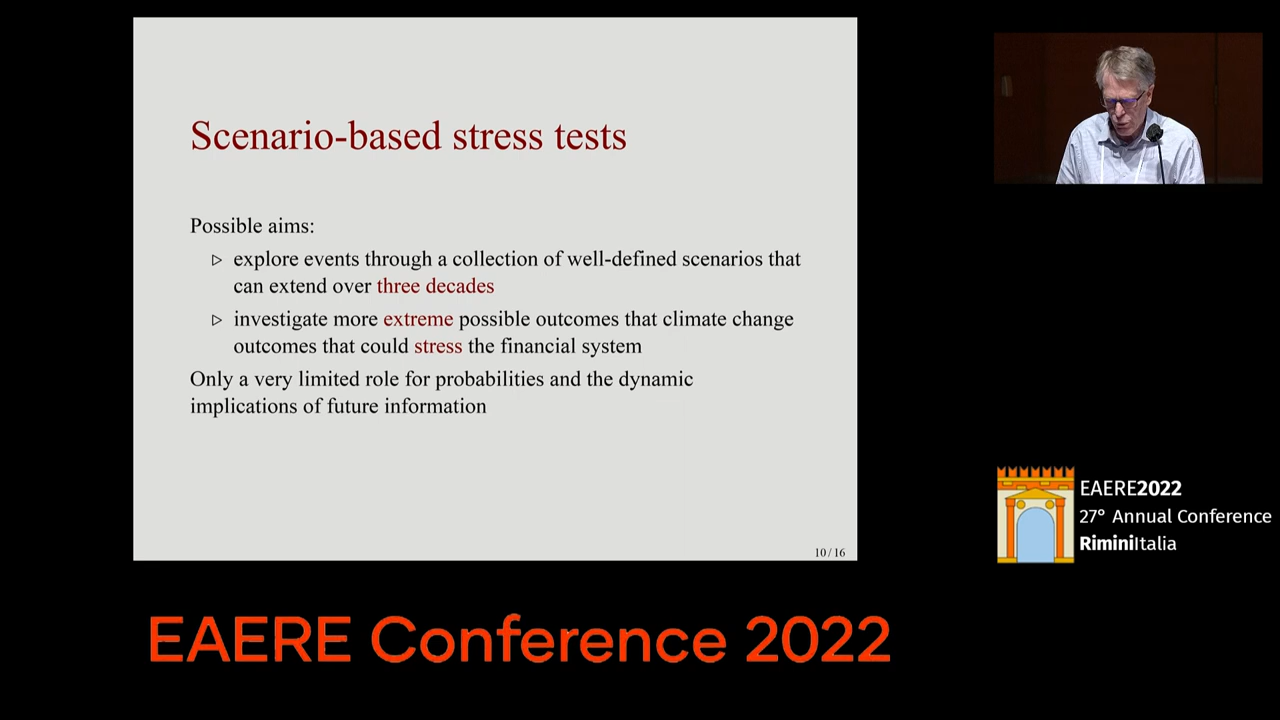 Scenario-based stress tests
Possible aims:
▷ explore events through a collection of well-defined scenarios that
can extend over three decades
▷ investigate more extreme possible outcomes that climate change
outcomes that could stress the financial system
Only a very limited role for probabilities and the dynamic
implications of future information
10 / 16
EAERE2022
27° Annual Conference
RiminiItalia
EAERE Conference 2022